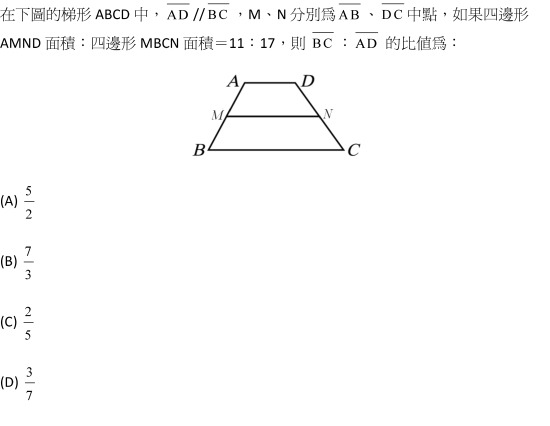 在下圖的梯形 ABCD 中，AD // BC，M、N 分別為 AB、DC 中點，如果四邊形
AMND 面積：四邊形 MBCN 面積＝11：17，則 BC：AD 的比值為：
A
D
M
N
B
C
(A) 5/2
(B) 7/3
(C) 2/5
(D) 3/7